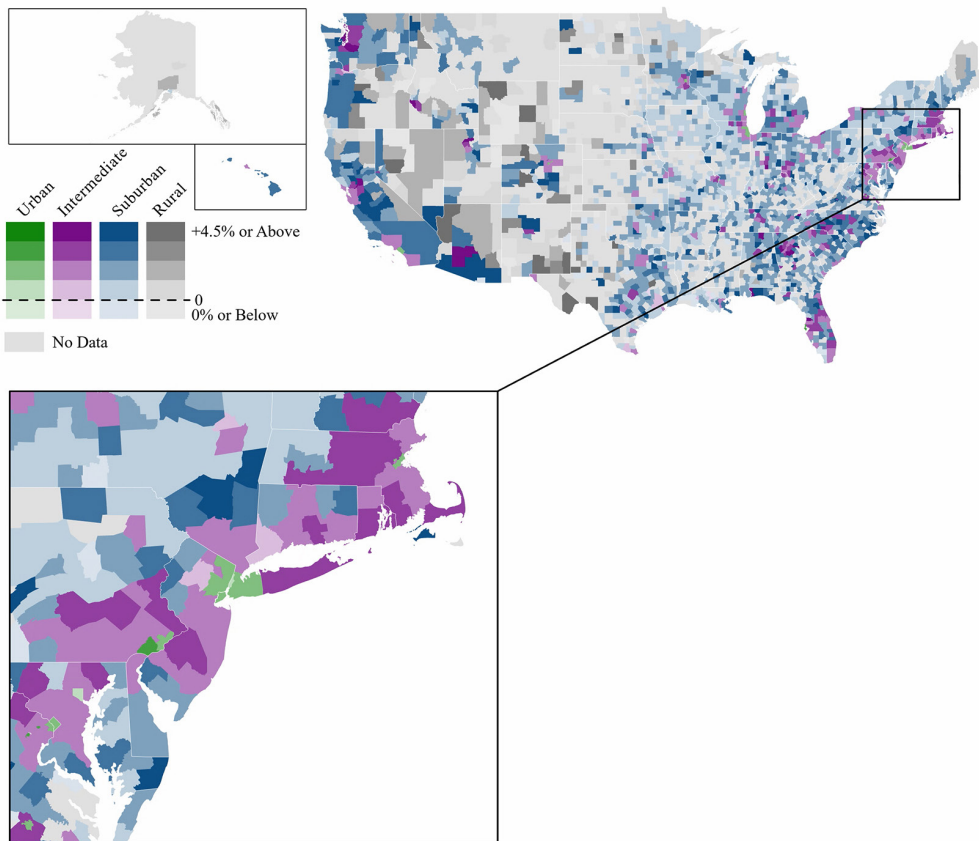 Urban
Intermediate
Suburban
Rural
+4.5% or Above
0
0% or Below
No Data